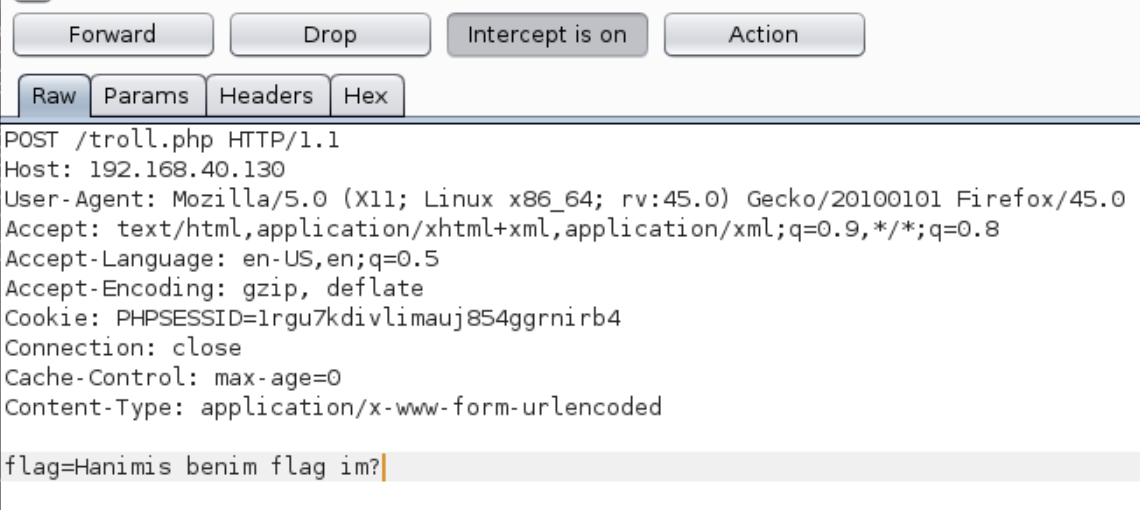 Forward Drop Intercept is on Action
Raw Params Headers Hex
POST /troll.php HTTP/1.1
Host: 192.168.40.130
User-Agent: Mozilla/5.0 (X11; Linux x86_64; rv:45.0) Gecko/20100101 Firefox/45.0
Accept: text/html,application/xhtml+xml,application/xml;q=0.9,*/*;q=0.8
Accept-Language: en-US,en;q=0.5
Accept-Encoding: gzip, deflate
Cookie: PHPSESSID=1rgu7kdivlimauj854ggrnirb4
Connection: close
Cache-Control: max-age=0
Content-Type: application/x-www-form-urlencoded
flag=Hanimis benim flag im?